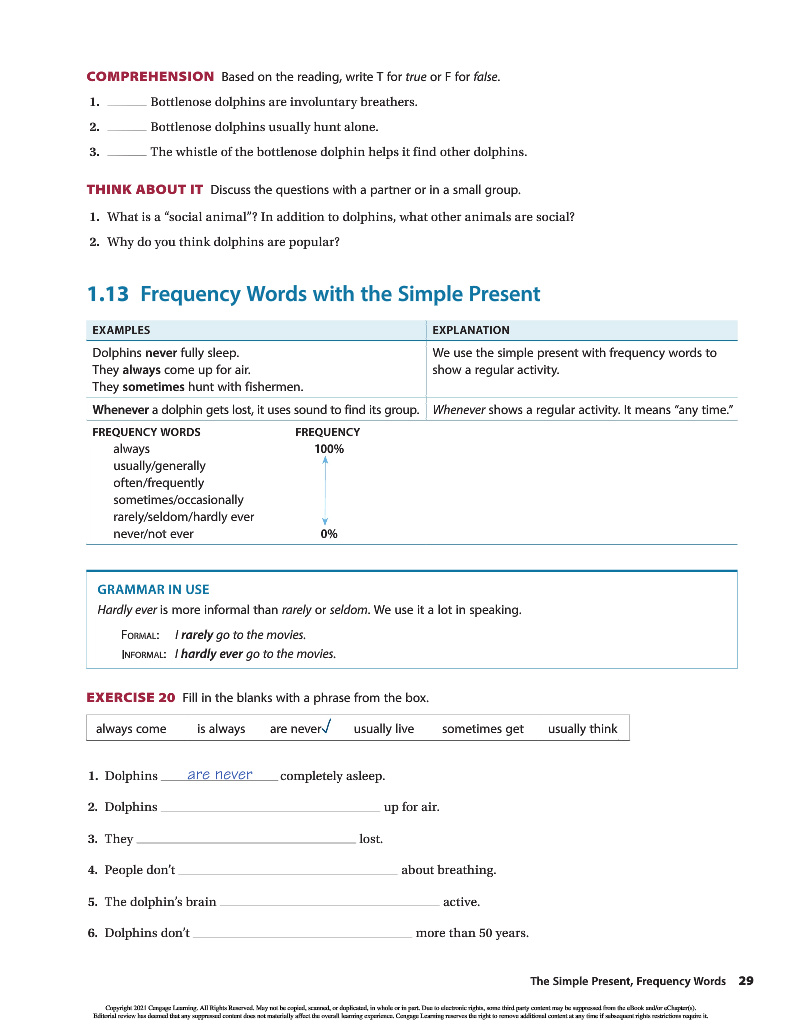 COMPREHENSION Based on the reading, write T for true or F for false.
1. _____ Bottlenose dolphins are involuntary breathers.
2. _____ Bottlenose dolphins usually hunt alone.
3. _____ The whistle of the bottlenose dolphin helps it find other dolphins.
THINK ABOUT IT Discuss the questions with a partner or in a small group.
1. What is a “social animal”? In addition to dolphins, what other animals are social?
2. Why do you think dolphins are popular?
1.13 Frequency Words with the Simple Present
EXAMPLES EXPLANATION
Dolphins never fully sleep. We use the simple present with frequency words to
They always come up for air. show a regular activity.
They sometimes hunt with fishermen.
Whenever a dolphin gets lost, it uses sound to find its group. Whenever shows a regular activity. It means “any time.”
FREQUENCY WORDS FREQUENCY
always 100%
usually/generally
often/frequently
sometimes/occasionally
rarely/seldom/hardly ever
never/not ever 0%
GRAMMAR IN USE
Hardly ever is more informal than rarely or seldom. We use it a lot in speaking.
FORMAL: I rarely go to the movies.
INFORMAL: I hardly ever go to the movies.
EXERCISE 20 Fill in the blanks with a phrase from the box.
always come is always are never✓ usually live sometimes get usually think
1. Dolphins are never completely asleep.
2. Dolphins _____ up for air.
3. They _____ lost.
4. People don’t _____ about breathing.
5. The dolphin’s brain _____ active.
6. Dolphins don’t _____ more than 50 years.
The Simple Present, Frequency Words 29
Copyright 2021 Cengage Learning. All Rights Reserved. May not be copied, scanned, or duplicated, in whole or in part. Due to electronic rights, some third party content may be suppressed from the eBook and/or eChapter(s).
Editorial review has deemed that any suppressed content does not materially affect the overall learning experience. Cengage Learning reserves the right to remove additional content at any time if subsequent rights restrictions require it.